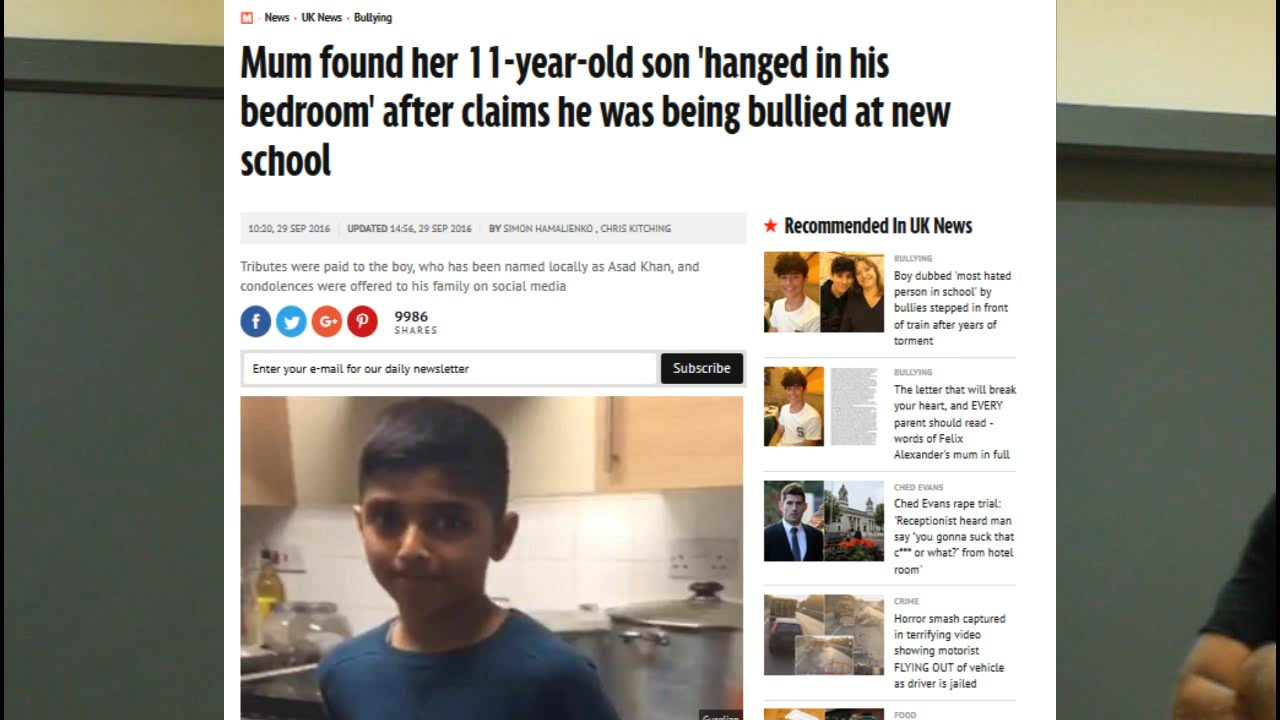 M · News · UK News · Bullying
Mum found her 11-year-old son 'hanged in his
bedroom' after claims he was being bullied at new
school
10:20, 29 SEP 2016 | UPDATED 14:56, 29 SEP 2016 | BY SIMON HAMALIENKO , CHRIS KITCHING
Tributes were paid to the boy, who has been named locally as Asad Khan, and
condolences were offered to his family on social media
9986
SHARES
Enter your e-mail for our daily newsletter
Subscribe
Guzelian
Recommended In UK News
BULLYING
Boy dubbed 'most hated
person in school' by
bullies stepped in front
of train after years of
torment
BULLYING
The letter that will break
your heart, and EVERY
parent should read -
words of Felix
Alexander's mum in full
CHED EVANS
Ched Evans rape trial:
'Receptionist heard man
say "you gonna suck that
c*** or what?" from hotel
room'
CRIME
Horror smash captured
in terrifying video
showing motorist
FLYING OUT of vehicle
as driver is jailed
FOOD